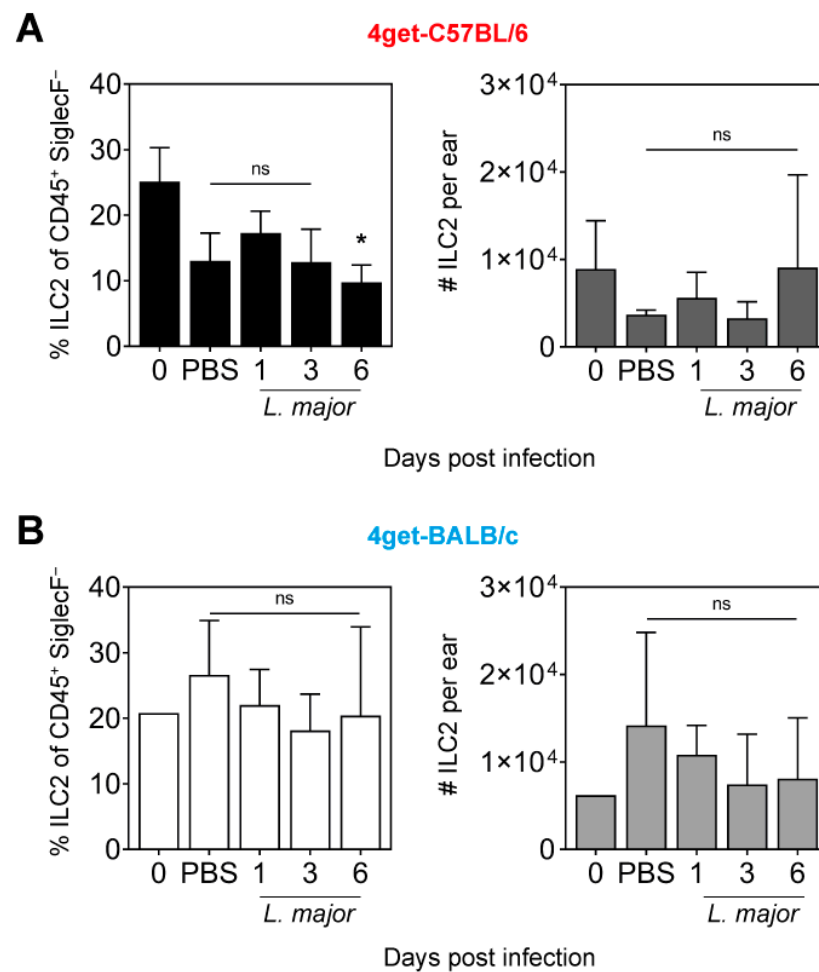 A
4get-C57BL/6
% ILC2 of CD45⁺ SiglecF⁻
40
30
20
10
0
ns
*
0 PBS 1 3 6
L. major
# ILC2 per ear
3×10⁴
2×10⁴
1×10⁴
0
ns
0 PBS 1 3 6
L. major
Days post infection
B
4get-BALB/c
% ILC2 of CD45⁺ SiglecF⁻
40
30
20
10
0
ns
0 PBS 1 3 6
L. major
# ILC2 per ear
3×10⁴
2×10⁴
1×10⁴
0
ns
0 PBS 1 3 6
L. major
Days post infection